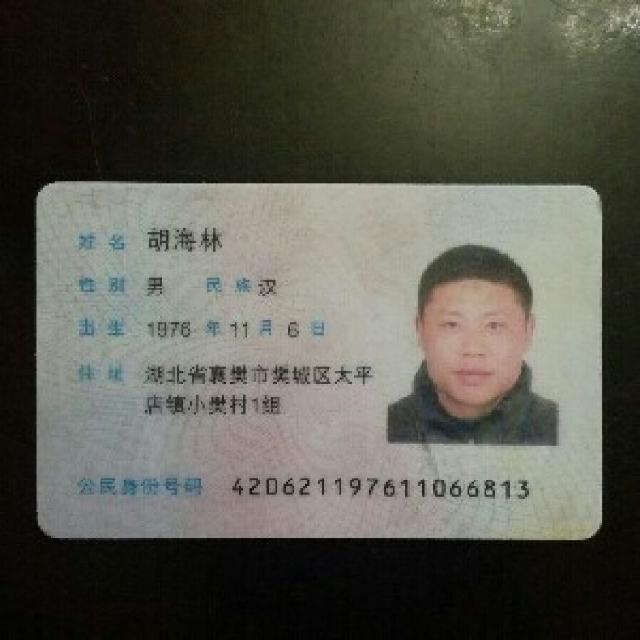 姓名 胡海林
性别 男 民族 汉
出生 1976 年 11 月 6 日
住址 湖北省襄樊市樊城区太平
店镇小樊村1组
公民身份号码 420621197611066813